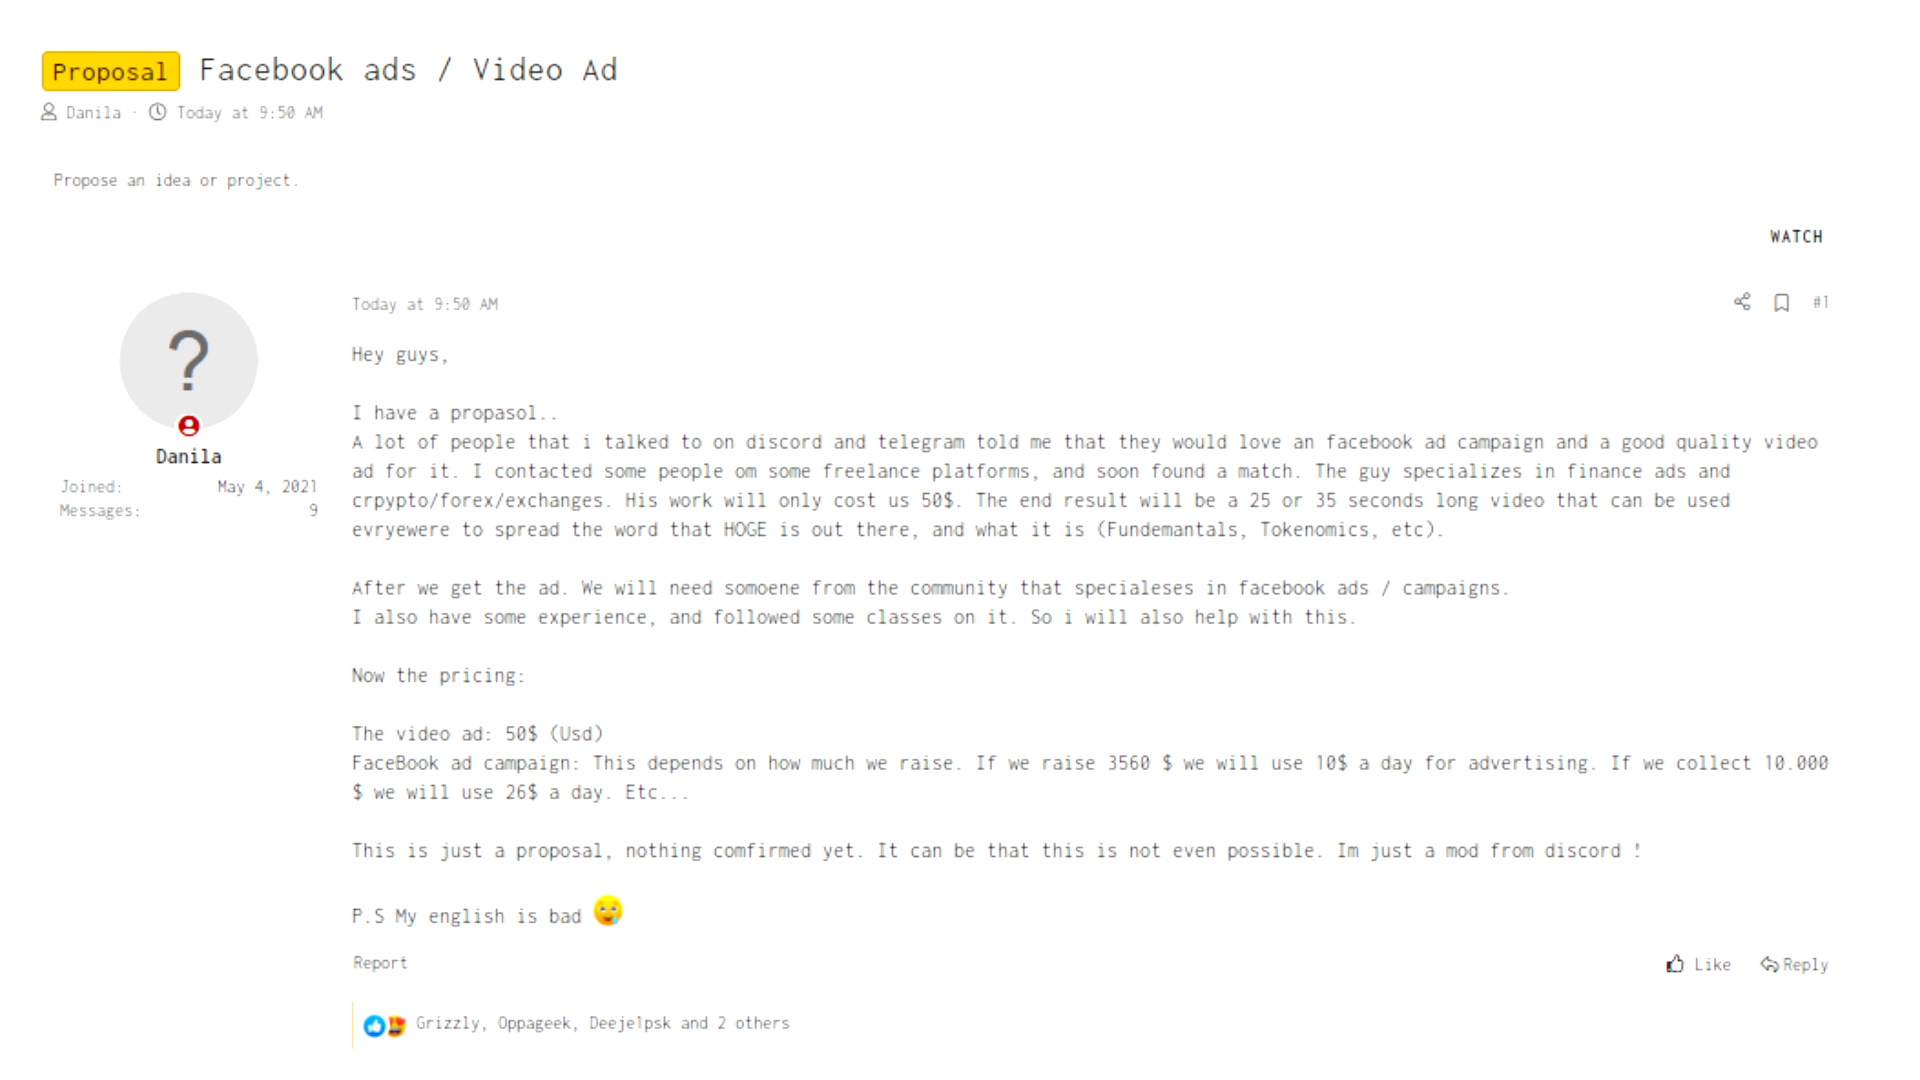 Proposal Facebook ads / Video Ad
Danila · Today at 9:50 AM
Propose an idea or project.
WATCH
?
Danila
Joined: May 4, 2021
Messages: 9
Today at 9:50 AM #1
Hey guys,
I have a propasol..
A lot of people that i talked to on discord and telegram told me that they would love an facebook ad campaign and a good quality video
ad for it. I contacted some people om some freelance platforms, and soon found a match. The guy specializes in finance ads and
crpypto/forex/exchanges. His work will only cost us 50$. The end result will be a 25 or 35 seconds long video that can be used
evryewere to spread the word that HOGE is out there, and what it is (Fundemantals, Tokenomics, etc).
After we get the ad. We will need somoene from the community that specialeses in facebook ads / campaigns.
I also have some experience, and followed some classes on it. So i will also help with this.
Now the pricing:
The video ad: 50$ (Usd)
FaceBook ad campaign: This depends on how much we raise. If we raise 3560 $ we will use 10$ a day for advertising. If we collect 10.000
$ we will use 26$ a day. Etc...
This is just a proposal, nothing comfirmed yet. It can be that this is not even possible. Im just a mod from discord !
P.S My english is bad
Report Like Reply
Grizzly, Oppageek, Deejelpsk and 2 others